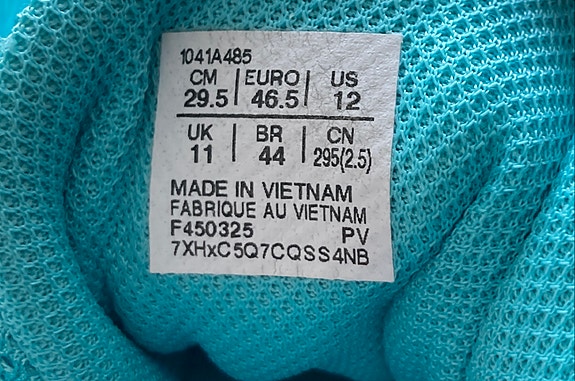 1041A485
CM | EURO | US
29.5 | 46.5 | 12
UK | BR | CN
11 | 44 | 295(2.5)
MADE IN VIETNAM
FABRIQUE AU VIETNAM
F450325 PV
7XHxC5Q7CQSS4NB